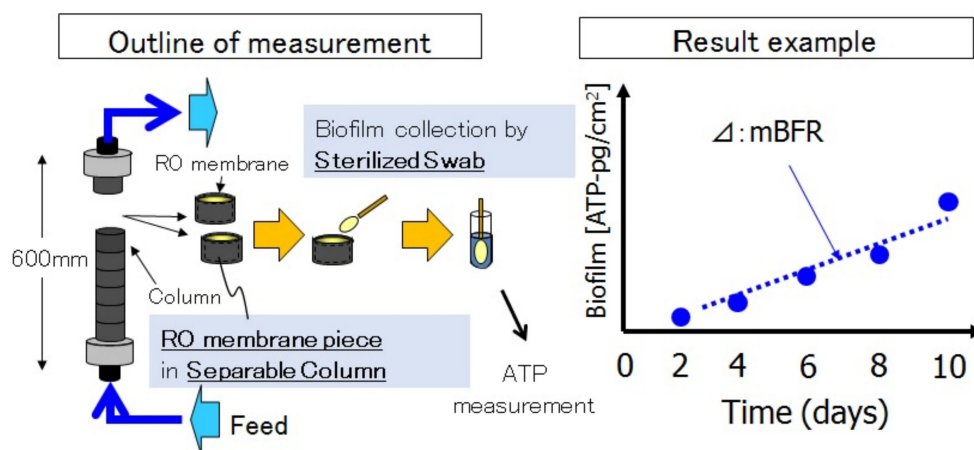 Outline of measurement
Result example
Biofilm collection by
Sterilized Swab
RO membrane
600mm
Column
RO membrane piece
in Separable Column
Feed
ATP
measurement
Biofilm [ATP-pg/cm²]
⊿: mBFR
0 2 4 6 8 10
Time (days)